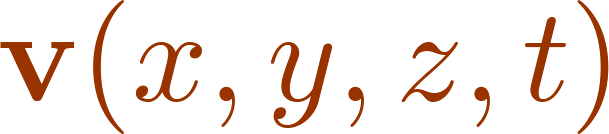 v(x, y, z, t)